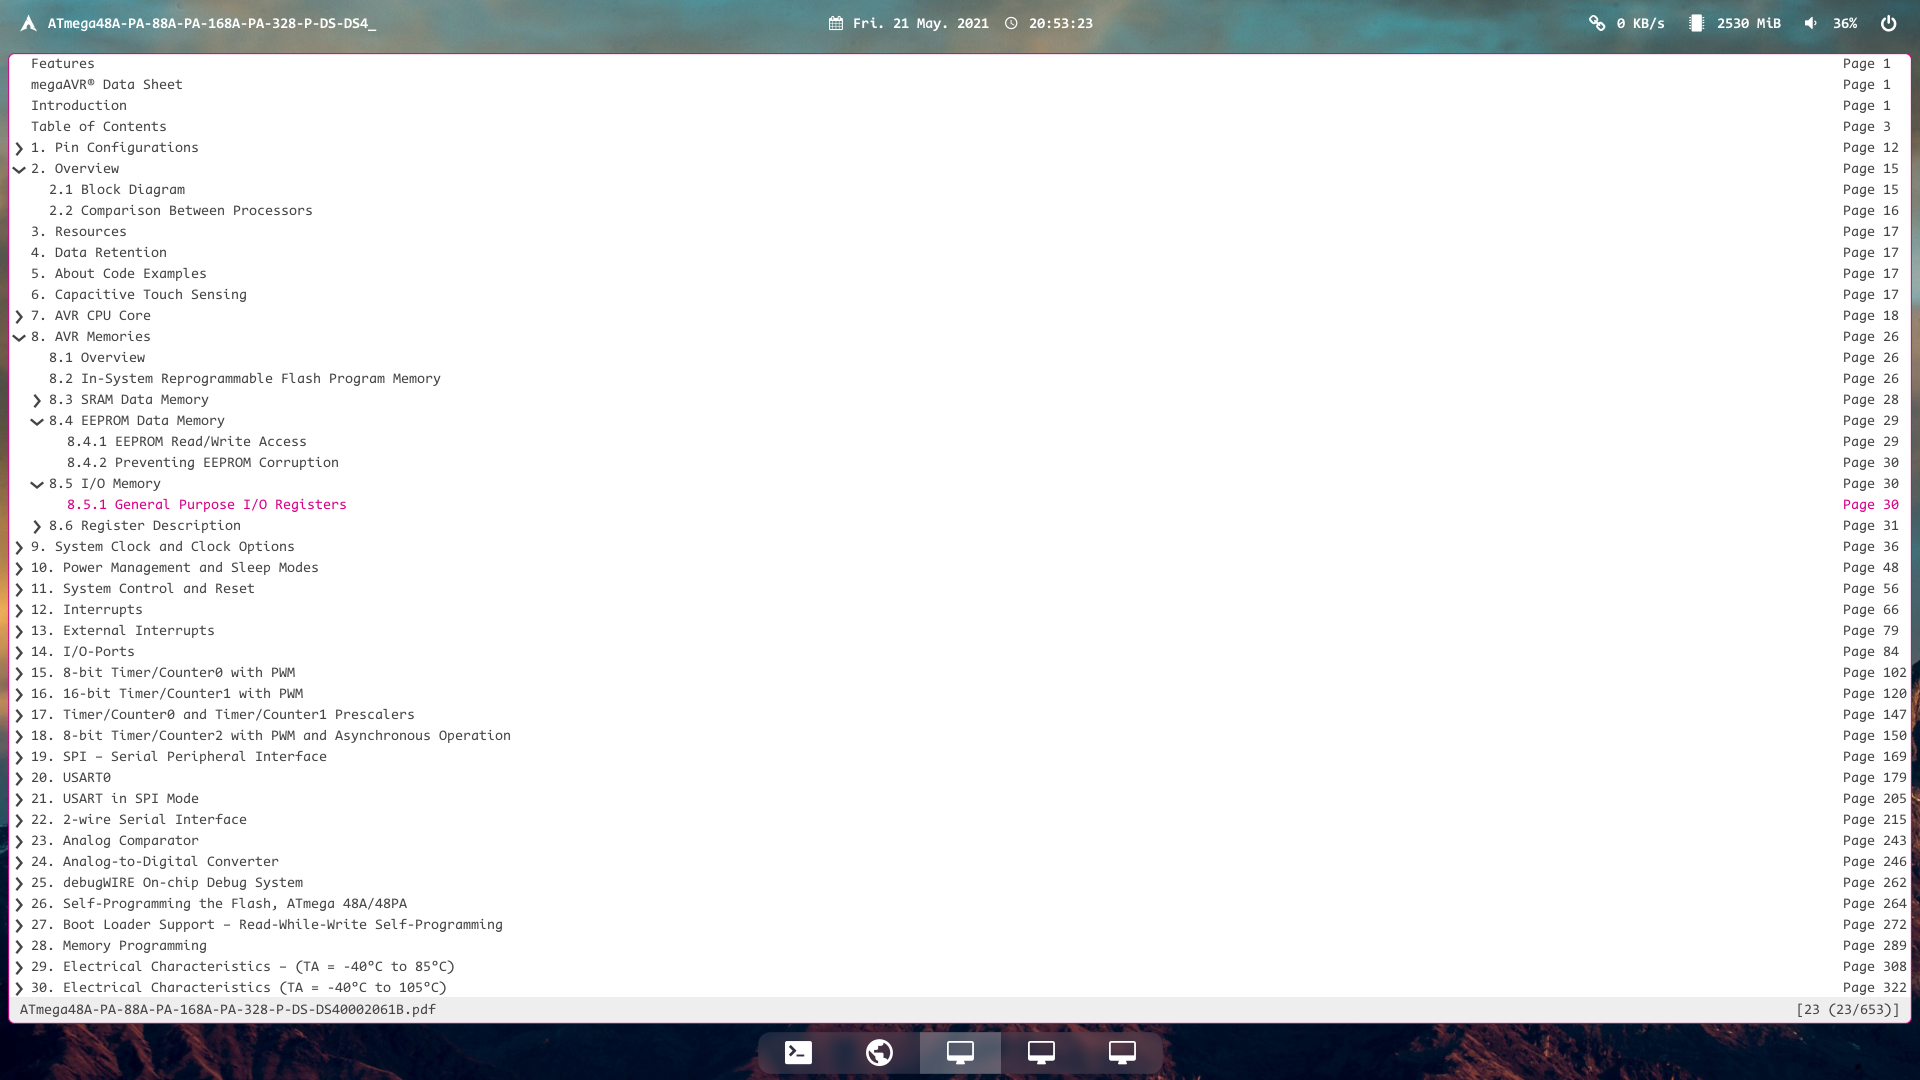 ATmega48A-PA-88A-PA-168A-PA-328-P-DS-DS4_ Fri. 21 May. 2021 20:53:23 0 KB/s 2530 MiB 36%
Features Page 1
megaAVR® Data Sheet Page 1
Introduction Page 1
Table of Contents Page 3
1. Pin Configurations Page 12
2. Overview Page 15
2.1 Block Diagram Page 15
2.2 Comparison Between Processors Page 16
3. Resources Page 17
4. Data Retention Page 17
5. About Code Examples Page 17
6. Capacitive Touch Sensing Page 17
7. AVR CPU Core Page 18
8. AVR Memories Page 26
8.1 Overview Page 26
8.2 In-System Reprogrammable Flash Program Memory Page 26
8.3 SRAM Data Memory Page 28
8.4 EEPROM Data Memory Page 29
8.4.1 EEPROM Read/Write Access Page 29
8.4.2 Preventing EEPROM Corruption Page 30
8.5 I/O Memory Page 30
8.5.1 General Purpose I/O Registers Page 30
8.6 Register Description Page 31
9. System Clock and Clock Options Page 36
10. Power Management and Sleep Modes Page 48
11. System Control and Reset Page 56
12. Interrupts Page 66
13. External Interrupts Page 79
14. I/O-Ports Page 84
15. 8-bit Timer/Counter0 with PWM Page 102
16. 16-bit Timer/Counter1 with PWM Page 120
17. Timer/Counter0 and Timer/Counter1 Prescalers Page 147
18. 8-bit Timer/Counter2 with PWM and Asynchronous Operation Page 150
19. SPI – Serial Peripheral Interface Page 169
20. USART0 Page 179
21. USART in SPI Mode Page 205
22. 2-wire Serial Interface Page 215
23. Analog Comparator Page 243
24. Analog-to-Digital Converter Page 246
25. debugWIRE On-chip Debug System Page 262
26. Self-Programming the Flash, ATmega 48A/48PA Page 264
27. Boot Loader Support – Read-While-Write Self-Programming Page 272
28. Memory Programming Page 289
29. Electrical Characteristics – (TA = -40°C to 85°C) Page 308
30. Electrical Characteristics (TA = -40°C to 105°C) Page 322
ATmega48A-PA-88A-PA-168A-PA-328-P-DS-DS40002061B.pdf [23 (23/653)]